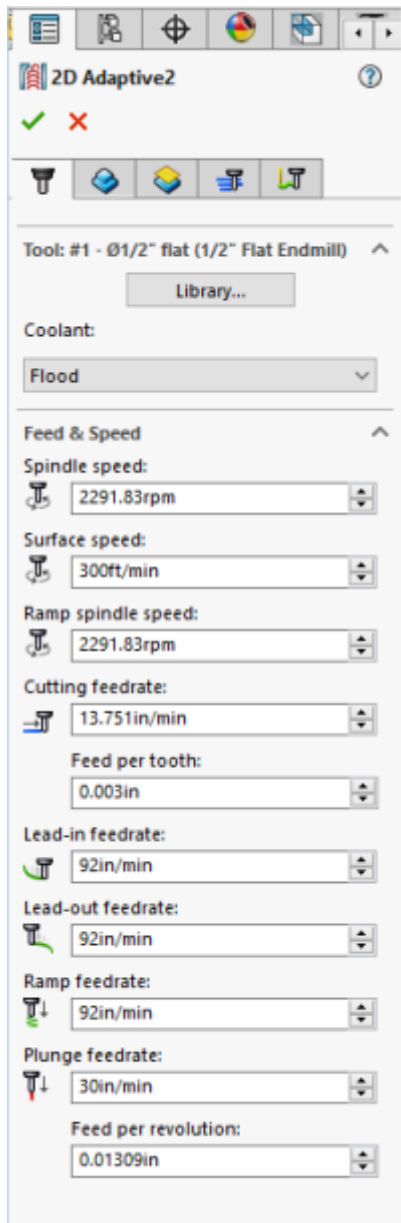 2D Adaptive2
Tool: #1 - Ø1/2" flat (1/2" Flat Endmill)
Library...
Coolant:
Flood
Feed & Speed
Spindle speed:
2291.83rpm
Surface speed:
300ft/min
Ramp spindle speed:
2291.83rpm
Cutting feedrate:
13.751in/min
Feed per tooth:
0.003in
Lead-in feedrate:
92in/min
Lead-out feedrate:
92in/min
Ramp feedrate:
92in/min
Plunge feedrate:
30in/min
Feed per revolution:
0.01309in